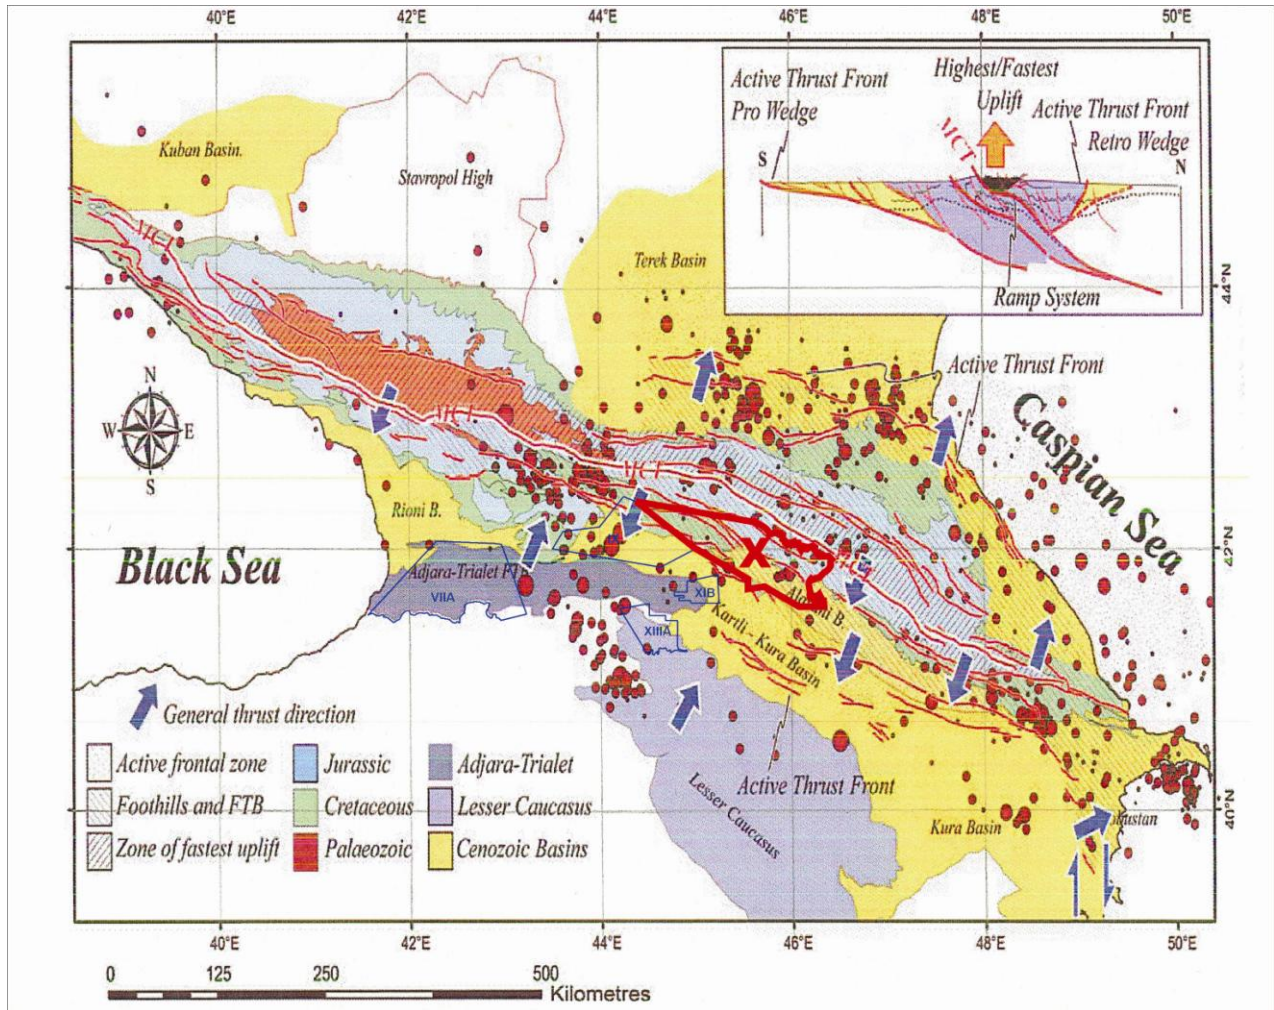 40°E
42°E
44°E
46°E
48°E
50°E
Kuban Basin.
Stavropol High
Terek Basin
Active Thrust Front
Pro Wedge
Highest/Fastest
Uplift
Active Thrust Front
Retro Wedge
MCT
S
N
Ramp System
44°N
MCT
Active Thrust Front
N
W
E
S
MCT
Caspian Sea
MCT
Rioni B.
42°N
Black Sea
Adjara-Trialet FTB
VIIA
X
XIB
Alazani B.
XIIIA
Kartli - Kura Basin
General thrust direction
Active frontal zone
Jurassic
Adjara-Trialet
Foothills and FTB
Cretaceous
Lesser Caucasus
Zone of fastest uplift
Palaeozoic
Cenozoic Basins
Active Thrust Front
Lesser Caucasus
Kura Basin
40°N
40°E
42°E
44°E
46°E
48°E
50°E
0
125
250
500
Kilometres